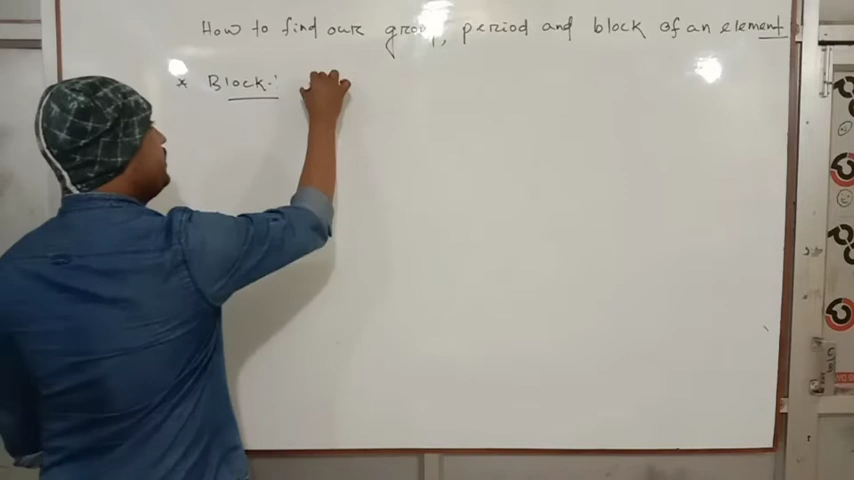 How to find our group, period and block of an element
* Block :-